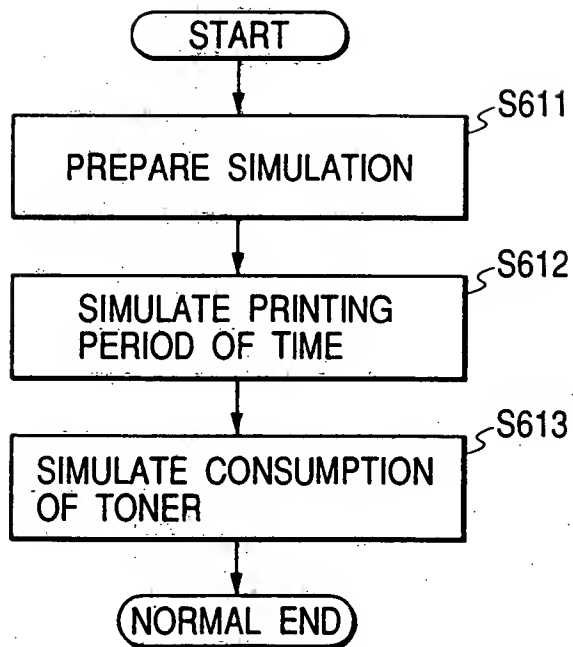 START
S611
PREPARE SIMULATION
S612
SIMULATE PRINTING
PERIOD OF TIME
S613
SIMULATE CONSUMPTION
OF TONER
NORMAL END